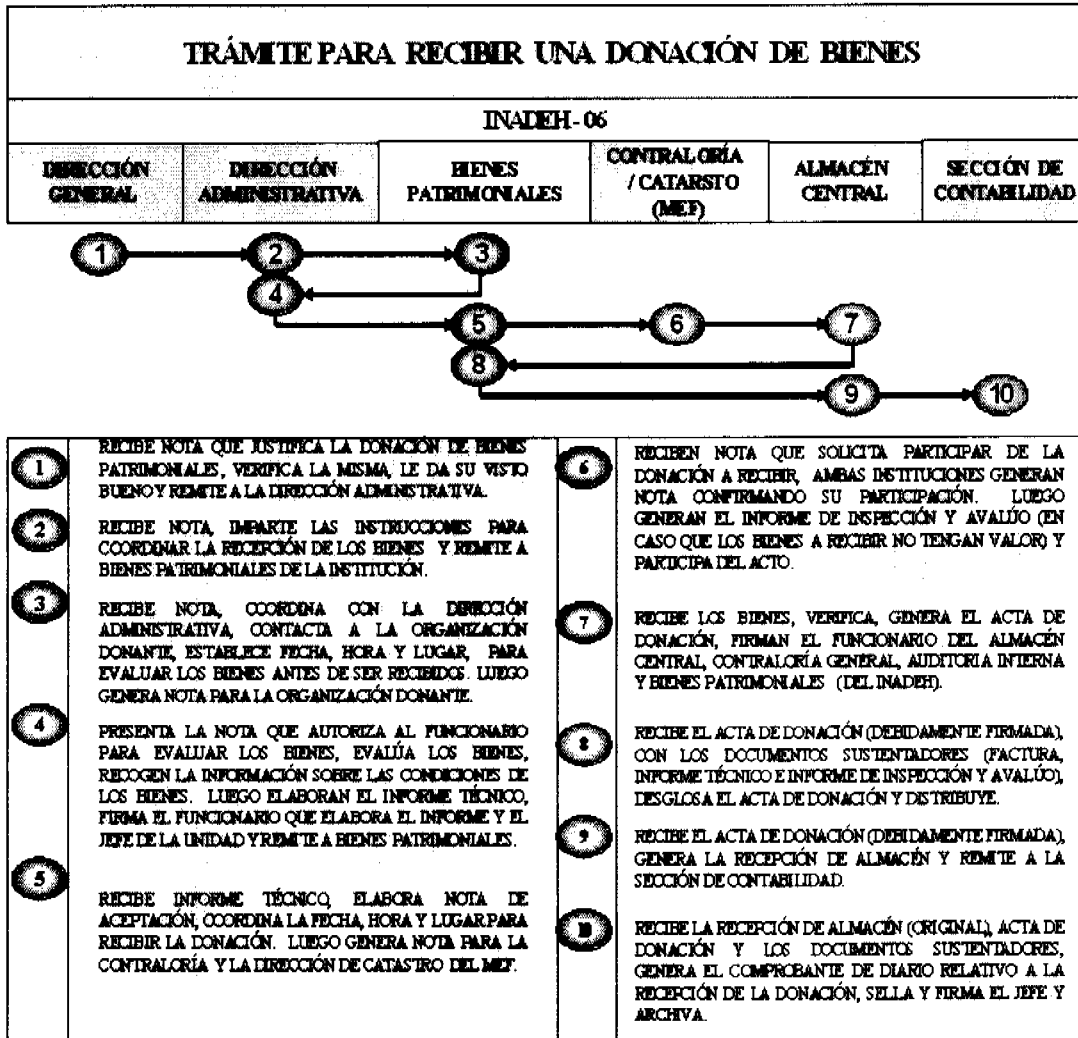 TRÁMITE PARA RECIBIR UNA DONACIÓN DE BIENES
INADEH - 06
DIRECCIÓN GENERAL
DIRECCIÓN ADMINISTRATIVA
BIENES PATRIMONIALES
CONTRALORÍA / CATARSTO (MEF)
ALMACÉN CENTRAL
SECCIÓN DE CONTABILIDAD
1
2
3
4
5
6
7
8
9
10
1
RECIBE NOTA QUE JUSTIFICA LA DONACIÓN DE BIENES
PATRIMONIALES, VERIFICA LA MISMA, LE DA SU VISTO
BUENO Y REMITE A LA DIRECCIÓN ADMINISTRATIVA.
2
RECIBE NOTA, IMPARTE LAS INSTRUCCIONES PARA
COORDINAR LA RECEPCIÓN DE LOS BIENES Y REMITE A
BIENES PATRIMONIALES DE LA INSTITUCIÓN.
3
RECIBE NOTA, COORDINA CON LA DIRECCIÓN
ADMINISTRATIVA, CONTACTA A LA ORGANIZACIÓN
DONANTE, ESTABLECE FECHA, HORA Y LUGAR, PARA
EVALUAR LOS BIENES ANTES DE SER RECIBIDOS. LUEGO
GENERA NOTA PARA LA ORGANIZACIÓN DONANTE.
4
PRESENTA LA NOTA QUE AUTORIZA AL FUNCIONARIO
PARA EVALUAR LOS BIENES, EVALÚA LOS BIENES,
RECOGEN LA INFORMACIÓN SOBRE LAS CONDICIONES DE
LOS BIENES. LUEGO ELABORAN EL INFORME TÉCNICO,
FIRMA EL FUNCIONARIO QUE ELABORA EL INFORME Y EL
JEFE DE LA UNIDAD Y REMITE A BIENES PATRIMONIALES.
5
RECIBE INFORME TÉCNICO, ELABORA NOTA DE
ACEPTACIÓN, COORDINA LA FECHA, HORA Y LUGAR PARA
RECIBIR LA DONACIÓN. LUEGO GENERA NOTA PARA LA
CONTRALORÍA Y LA DIRECCIÓN DE CATASTRO DEL MEF.
6
RECIBEN NOTA QUE SOLICITA PARTICIPAR DE LA
DONACIÓN A RECIBIR, AMBAS INSTITUCIONES GENERAN
NOTA CONFIRMANDO SU PARTICIPACIÓN. LUEGO
GENERAN EL INFORME DE INSPECCIÓN Y AVALÚO (EN
CASO QUE LOS BIENES A RECIBIR NO TENGAN VALOR) Y
PARTICIPA DEL ACTO.
7
RECIBE LOS BIENES, VERIFICA, GENERA EL ACTA DE
DONACIÓN, FIRMAN EL FUNCIONARIO DEL ALMACÉN
CENTRAL, CONTRALORÍA GENERAL, AUDITORIA INTERNA
Y BIENES PATRIMONIALES (DEL INADEH).
8
RECIBE EL ACTA DE DONACIÓN (DEBIDAMENTE FIRMADA),
CON LOS DOCUMENTOS SUSTENTADORES (FACTURA,
INFORME TÉCNICO E INFORME DE INSPECCIÓN Y AVALÚO),
DESGLOSA EL ACTA DE DONACIÓN Y DISTRIBUYE.
9
RECIBE EL ACTA DE DONACIÓN (DEBIDAMENTE FIRMADA),
GENERA LA RECEPCIÓN DE ALMACÉN Y REMITE A LA
SECCIÓN DE CONTABILIDAD.
10
RECIBE LA RECEPCIÓN DE ALMACÉN (ORIGINAL), ACTA DE
DONACIÓN Y LOS DOCUMENTOS SUSTENTADORES,
GENERA EL COMPROBANTE DE DIARIO RELATIVO A LA
RECEPCIÓN DE LA DONACIÓN, SELLA Y FIRMA EL JEFE Y
ARCHIVA.